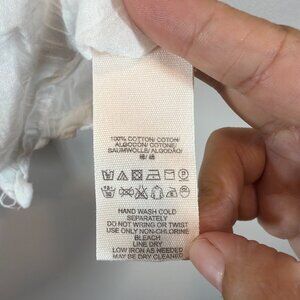 100% COTTON/ COTON/
ALGODON/ COTONE/
BAUMWOLLE/ ALGODÃO/
HAND WASH COLD
SEPARATELY
DO NOT WRING OR TWIST
USE ONLY NON-CHLORINE
BLEACH
LINE DRY
LOW IRON AS NEEDED
MAY BE DRY CLEANED